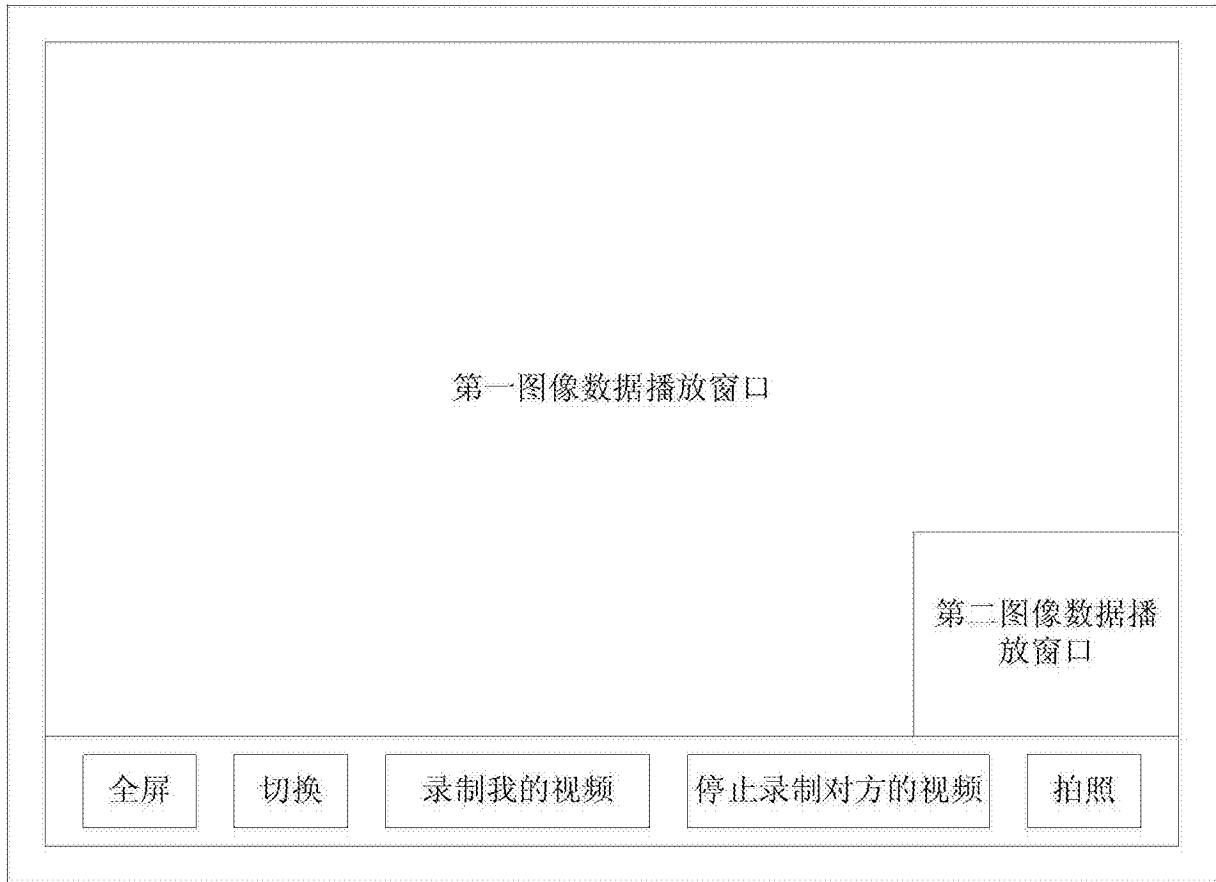 第一图像数据播放窗口
第二图像数据播
放窗口
全屏
切换
录制我的视频
停止录制对方的视频
拍照